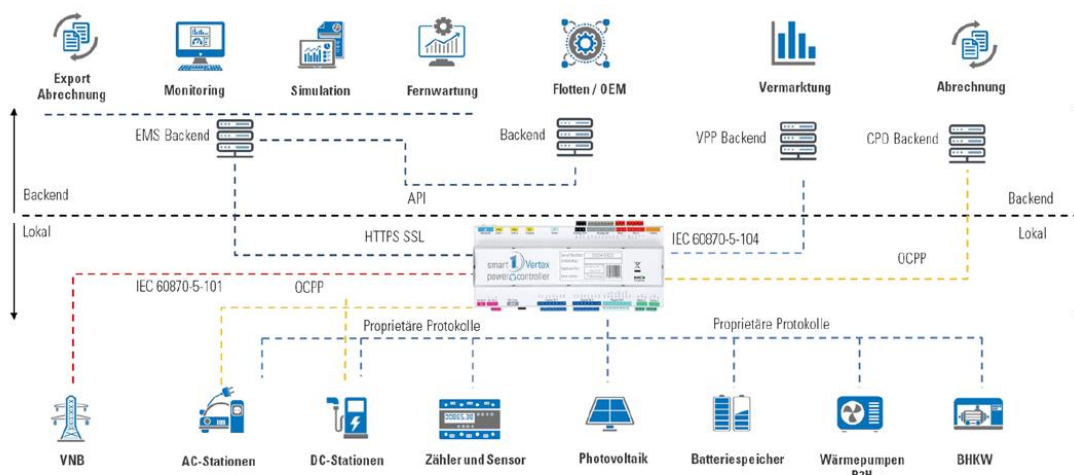 Export
Abrechnung
Monitoring
Simulation
Fernwartung
Flotten / OEM
Vermarktung
Abrechnung
EMS Backend
Backend
VPP Backend
CPO Backend
API
Backend
Backend
Lokal
Lokal
HTTPS SSL
IEC 60870-5-104
OCPP
smart 1 Vertex
power controller
IEC 60870-5-101
OCPP
Proprietäre Protokolle
Proprietäre Protokolle
VNB
AC-Stationen
DC-Stationen
Zähler und Sensor
Photovoltaik
Batteriespeicher
Wärmepumpen
P2H
BHKW